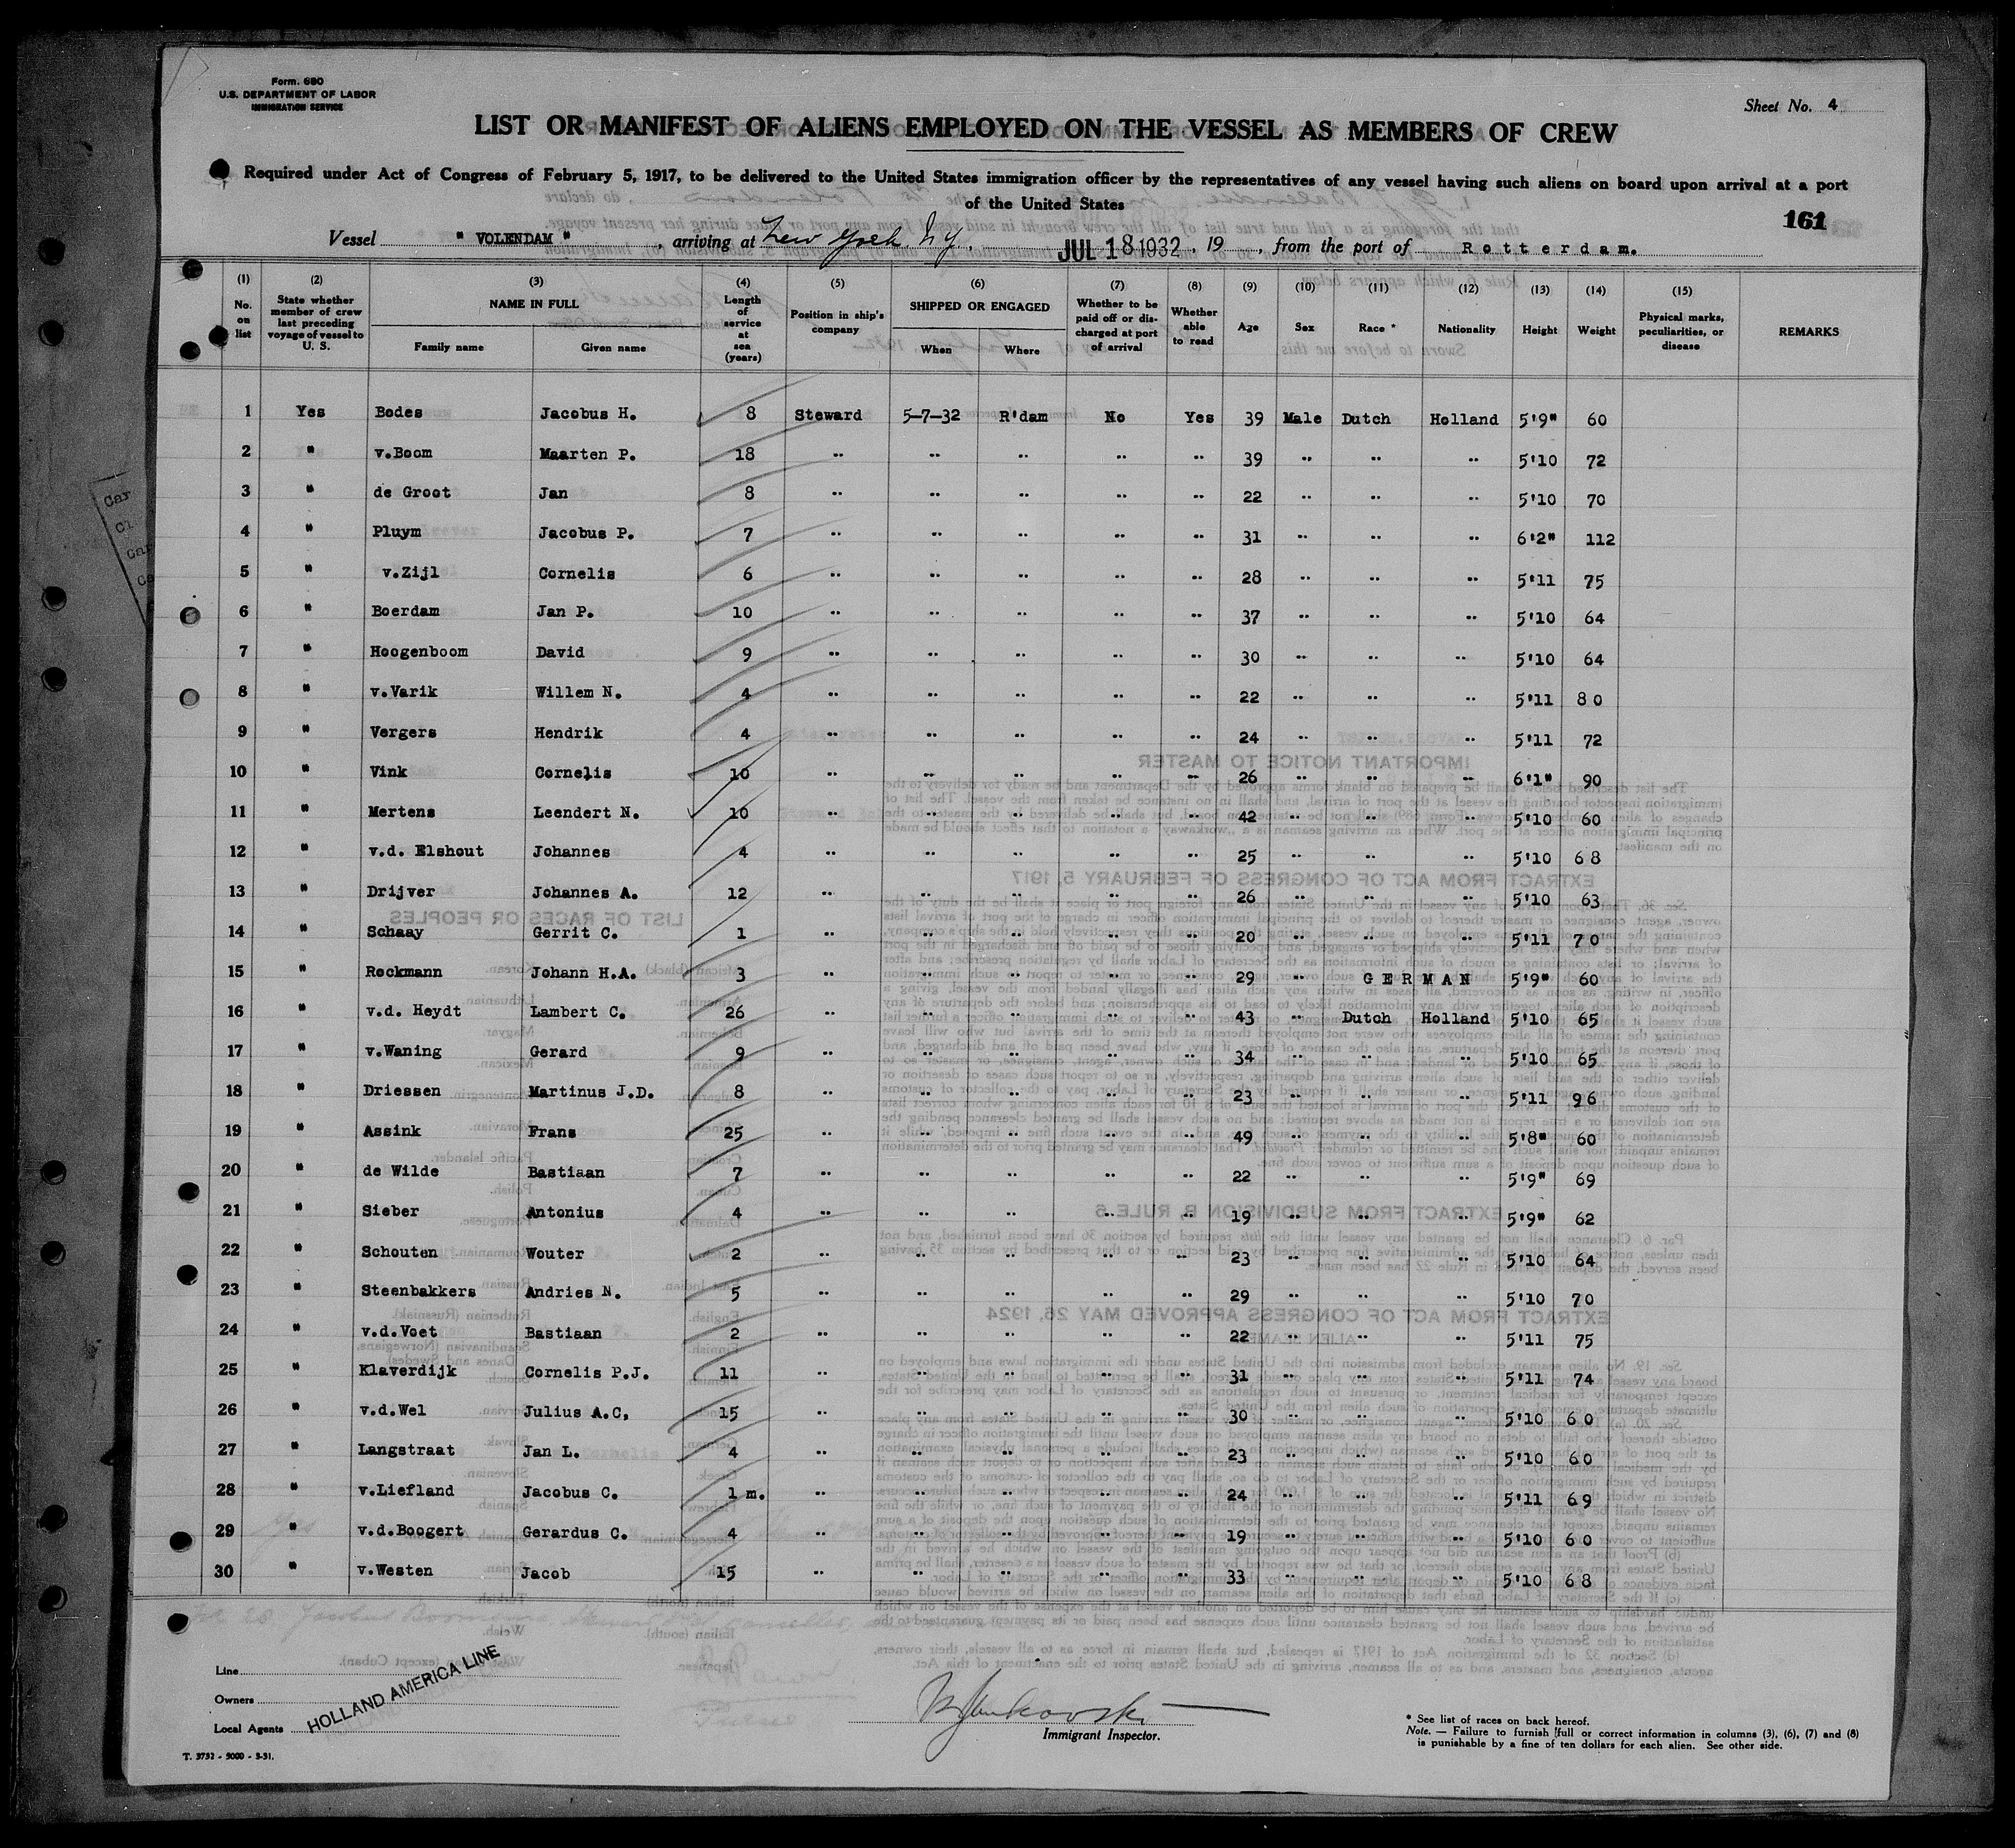 Form. 680
U.S. DEPARTMENT OF LABOR
IMMIGRATION SERVICE
Sheet No. 4
LIST OR MANIFEST OF ALIENS EMPLOYED ON THE VESSEL AS MEMBERS OF CREW
Required under Act of Congress of February 5, 1917, to be delivered to the United States immigration officer by the representatives of any vessel having such aliens on board upon arrival at a port
of the United States
161
Vessel " VOLENDAM ", arriving at New York N.Y. JUL 18 1932, 19 , from the port of Rotterdam.
(1) (2) (3) (4) (5) (6) (7) (8) (9) (10) (11) (12) (13) (14) (15)
No. on list State whether member of crew last preceding voyage of vessel to U. S. NAME IN FULL Family name Given name Length of service at sea (years) Position in ship's company SHIPPED OR ENGAGED When Where Whether to be paid off or discharged at port of arrival Whether able to read Age Sex Race * Nationality Height Weight Physical marks, peculiarities, or disease REMARKS
1 Yes Bodes Jacobus H. 8 Steward 5-7-32 R'dam No Yes 39 Male Dutch Holland 5'9" 60
2 " v.Boom Maarten P. 18 " " " " " 39 " " " 5'10 72
3 " de Groot Jan 8 " " " " " 22 " " " 5'10 70
4 " Pluym Jacobus P. 7 " " " " " 31 " " " 6'2" 112
5 " v.Zijl Cornelis 6 " " " " " 28 " " " 5'11 75
6 " Boerdam Jan P. 10 " " " " " 37 " " " 5'10 64
7 " Hoogenboom David 9 " " " " " 30 " " " 5'10 64
8 " v.Varik Willem N. 4 " " " " " 22 " " " 5'11 80
9 " Vergers Hendrik 4 " " " " " 24 " " " 5'11 72
10 " Vink Cornelis 10 " " " " " 26 " " " 6'1" 90
11 " Mertens Leendert N. 10 " " " " " 42 " " " 5'10 60
12 " v.d. Elshout Johannes 4 " " " " " 25 " " " 5'10 68
13 " Drijver Johannes A. 12 " " " " " 26 " " " 5'10 63
14 " Schaay Gerrit C. 1 " " " " " 20 " " " 5'11 70
15 " Rockmann Johann H.A. 3 " " " " " 29 " GERMAN 5'9" 60
16 " v.d. Heydt Lambert C. 26 " " " " " 43 " Dutch Holland 5'10 65
17 " v.Waning Gerard 9 " " " " " 34 " " " 5'10 65
18 " Driessen Martinus J.D. 8 " " " " " 23 " " " 5'11 96
19 " Assink Frans 25 " " " " " 49 " " " 5'8" 60
20 " de Wilde Bastiaan 7 " " " " " 22 " " " 5'9" 69
21 " Sieber Antonius 4 " " " " " 19 " " " 5'9" 62
22 " Schouten Wouter 2 " " " " " 23 " " " 5'10 64
23 " Steenbakkers Andries N. 5 " " " " " 29 " " " 5'10 70
24 " v.d.Voet Bastiaan 2 " " " " " 22 " " " 5'11 75
25 " Klaverdijk Cornelis P.J. 11 " " " " " 31 " " " 5'11 74
26 " v.d.Wel Julius A.C. 15 " " " " " 30 " " " 5'10 60
27 " Langstraat Jan L. 4 " " " " " 23 " " " 5'10 60
28 " v.Liefland Jacobus C. 1 m. " " " " " 24 " " " 5'11 69
29 " v.d.Boogert Gerardus C. 4 " " " " " 19 " " " 5'10 60
30 " v.Westen Jacob 15 " " " " " 33 " " " 5'10 68
Line
Owners
Local Agents
HOLLAND AMERICA LINE
Immigrant Inspector.
T. 3732 - 5000 - 3-31.
* See list of races on back hereof.
Note. — Failure to furnish full or correct information in columns (3), (6), (7) and (8)
is punishable by a fine of ten dollars for each alien. See other side.